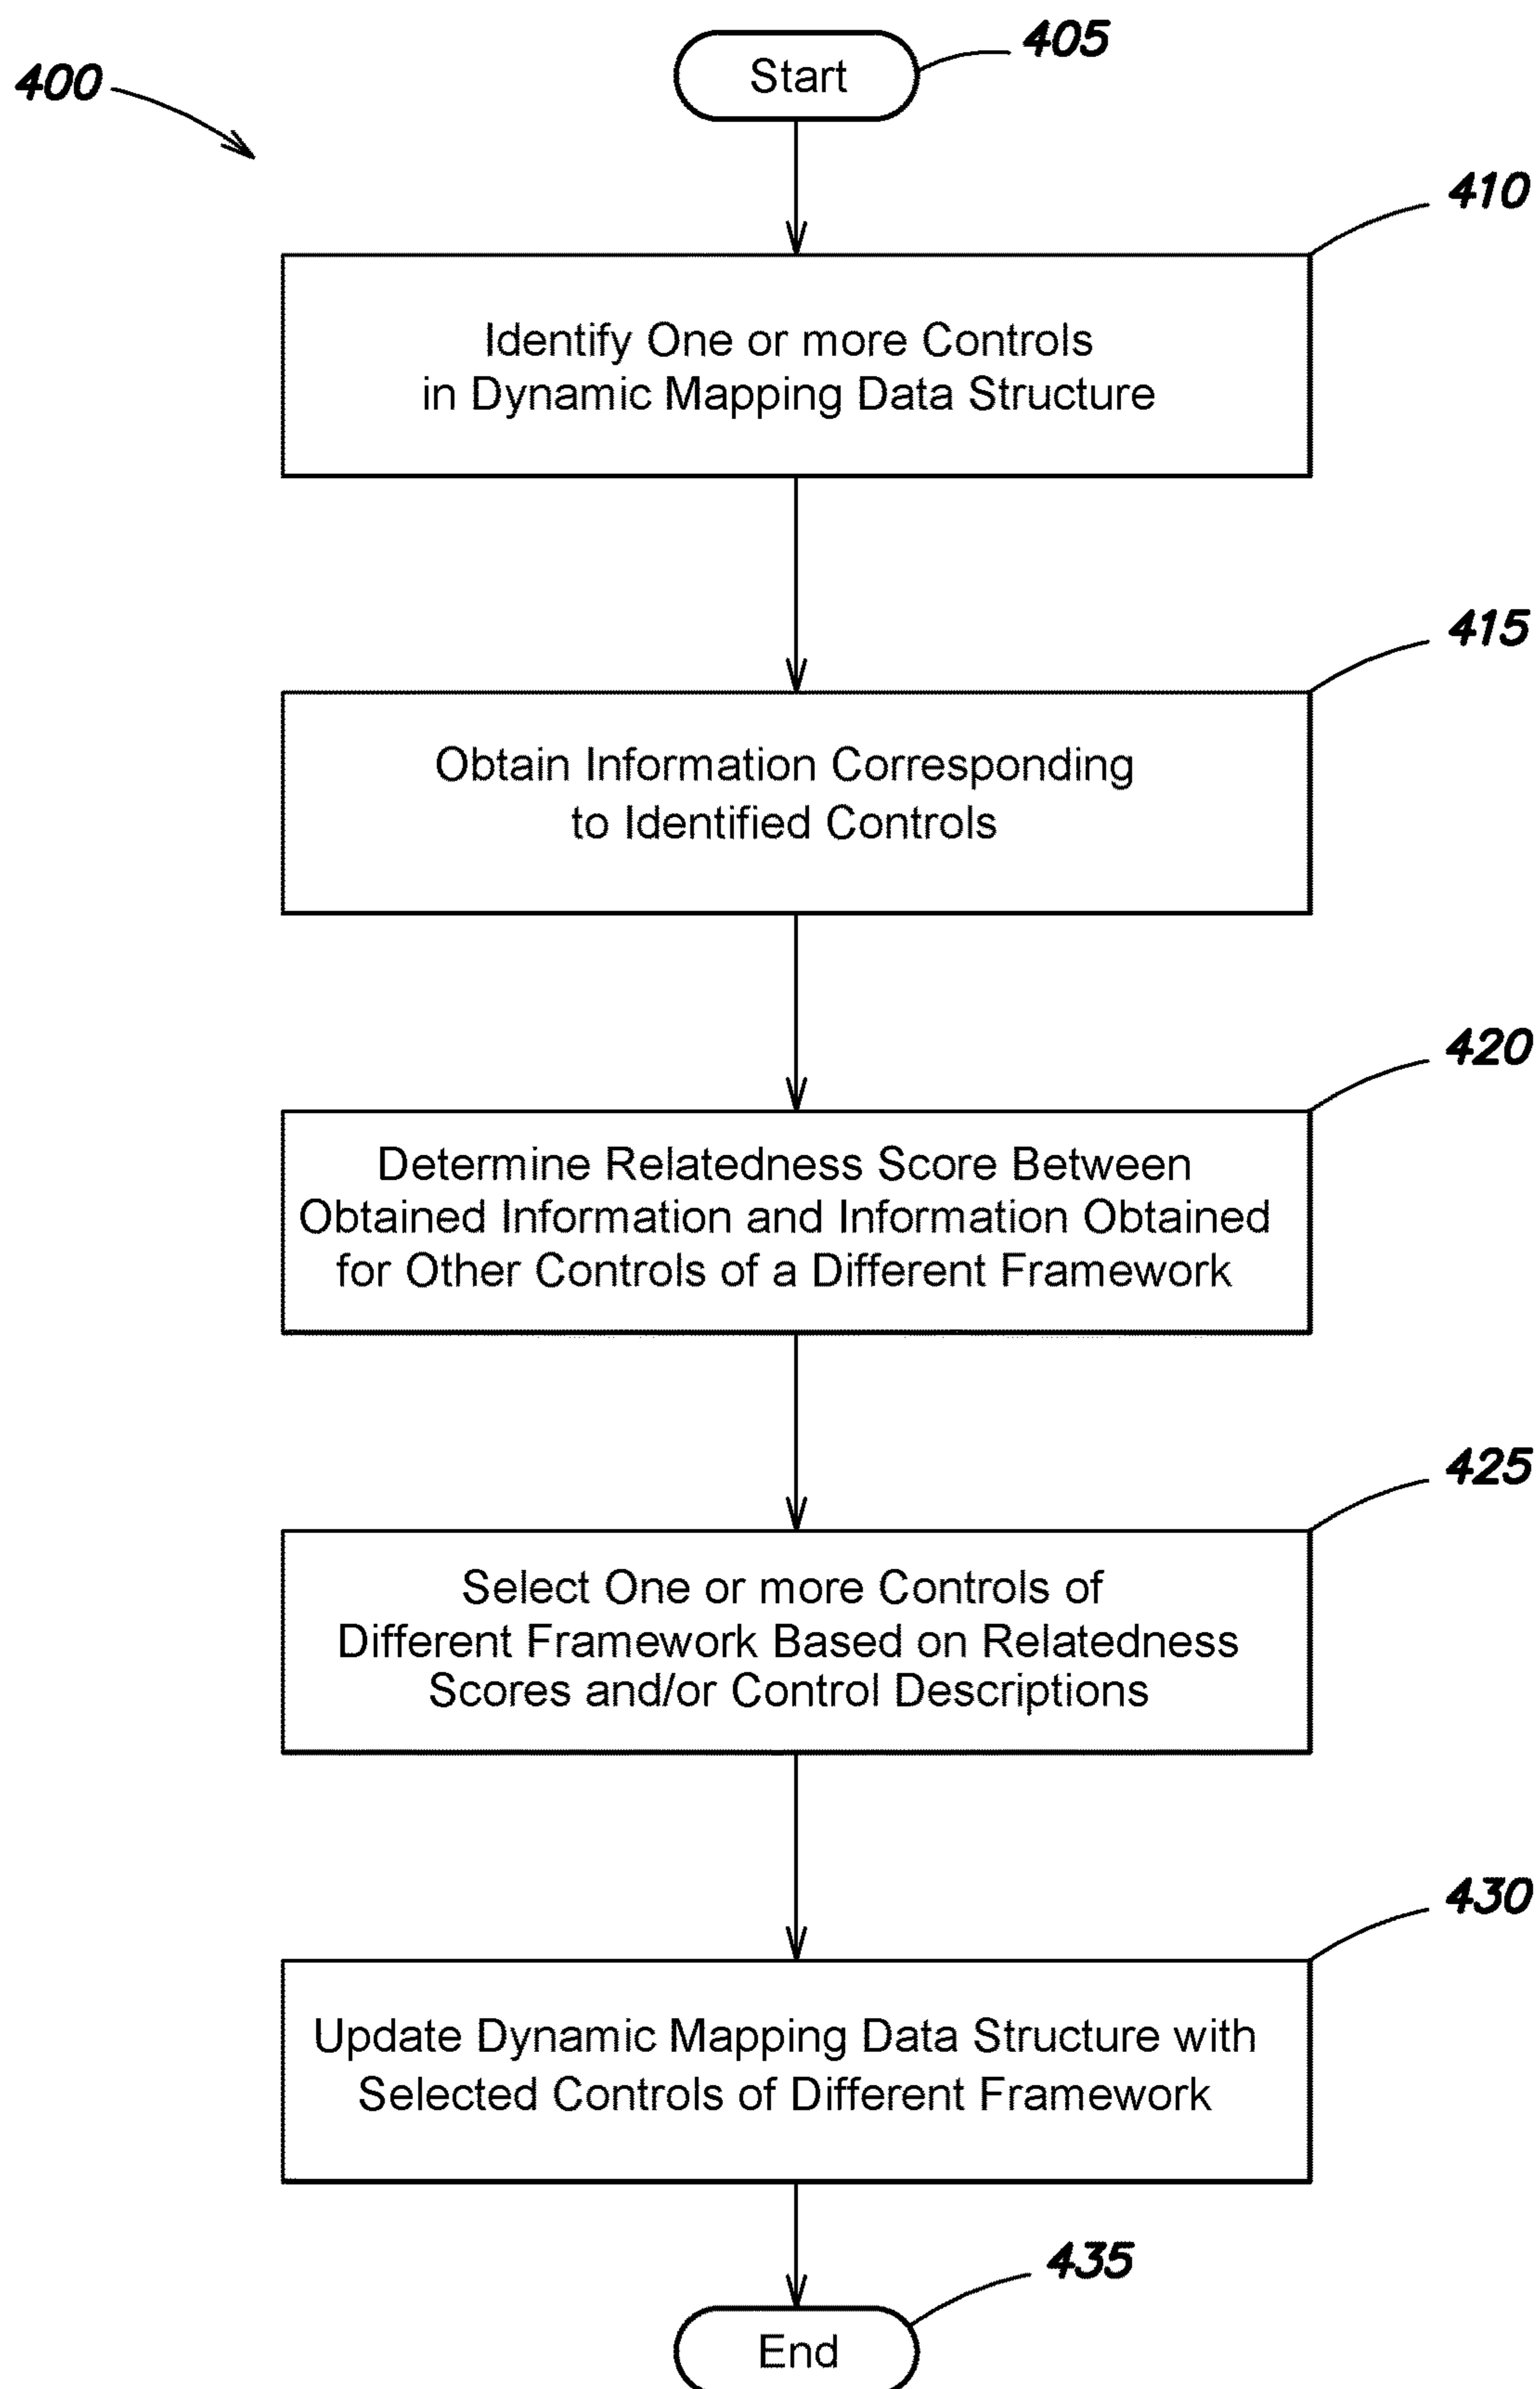 405
Start
400
410
Identify One or more Controls
in Dynamic Mapping Data Structure
415
Obtain Information Corresponding
to Identified Controls
420
Determine Relatedness Score Between
Obtained Information and Information Obtained
for Other Controls of a Different Framework
425
Select One or more Controls of
Different Framework Based on Relatedness
Scores and/or Control Descriptions
430
Update Dynamic Mapping Data Structure with
Selected Controls of Different Framework
435
End